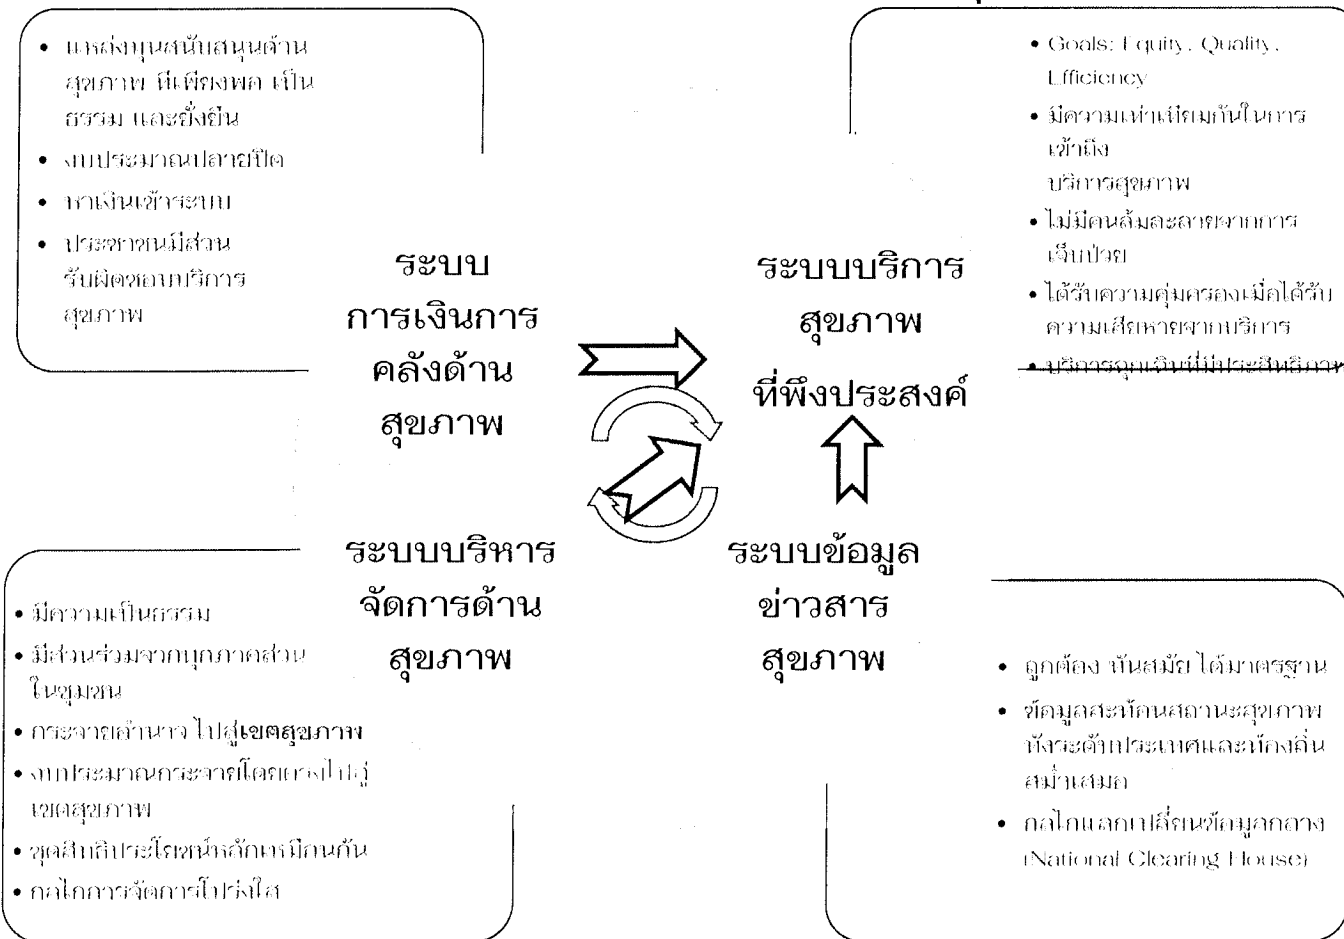 • แหล่งทุนสนับสนุนด้าน
สุขภาพ ที่เพียงพอ เป็น
ธรรม และยั่งยืน
• งบประมาณปลายปิด
• หาเงินเข้าระบบ
• ประชาชนมีส่วน
รับผิดชอบบริการ
สุขภาพ
ระบบ
การเงินการ
คลังด้าน
สุขภาพ
• Goals: Equity, Quality,
Efficiency
• มีความเท่าเทียมกันในการ
เข้าถึง
บริการสุขภาพ
• ไม่มีคนล้มละลายจากการ
เจ็บป่วย
• ได้รับความคุ้มครองเมื่อได้รับ
ความเสียหายจากบริการ
• บริการฉุกเฉินที่มีประสิทธิภาพ
ระบบบริการ
สุขภาพ
ที่พึงประสงค์
ระบบบริหาร
จัดการด้าน
สุขภาพ
• มีความเป็นธรรม
• มีส่วนร่วมจากทุกภาคส่วน
ในชุมชน
• กระจายอำนาจ ไปสู่เขตสุขภาพ
• งบประมาณกระจายโดยตรงไปสู่
เขตสุขภาพ
• ชุดสิทธิประโยชน์หลักเหมือนกัน
• กลไกการจัดการโปร่งใส
ระบบข้อมูล
ข่าวสาร
สุขภาพ
• ถูกต้อง ทันสมัย ได้มาตรฐาน
• ข้อมูลสะท้อนสถานะสุขภาพ
ทั้งระดับประเทศและท้องถิ่น
สม่ำเสมอ
• กลไกแลกเปลี่ยนข้อมูลกลาง
(National Clearing House)